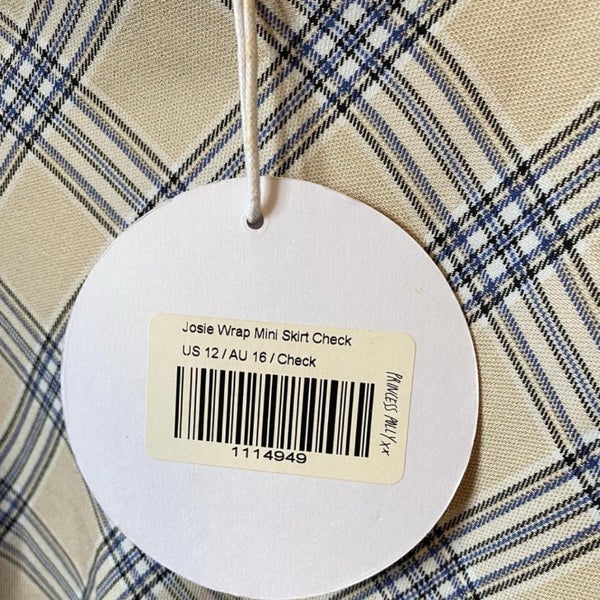 Josie Wrap Mini Skirt Check
US 12 / AU 16 / Check
PRINCESS POLLY xx
1114949